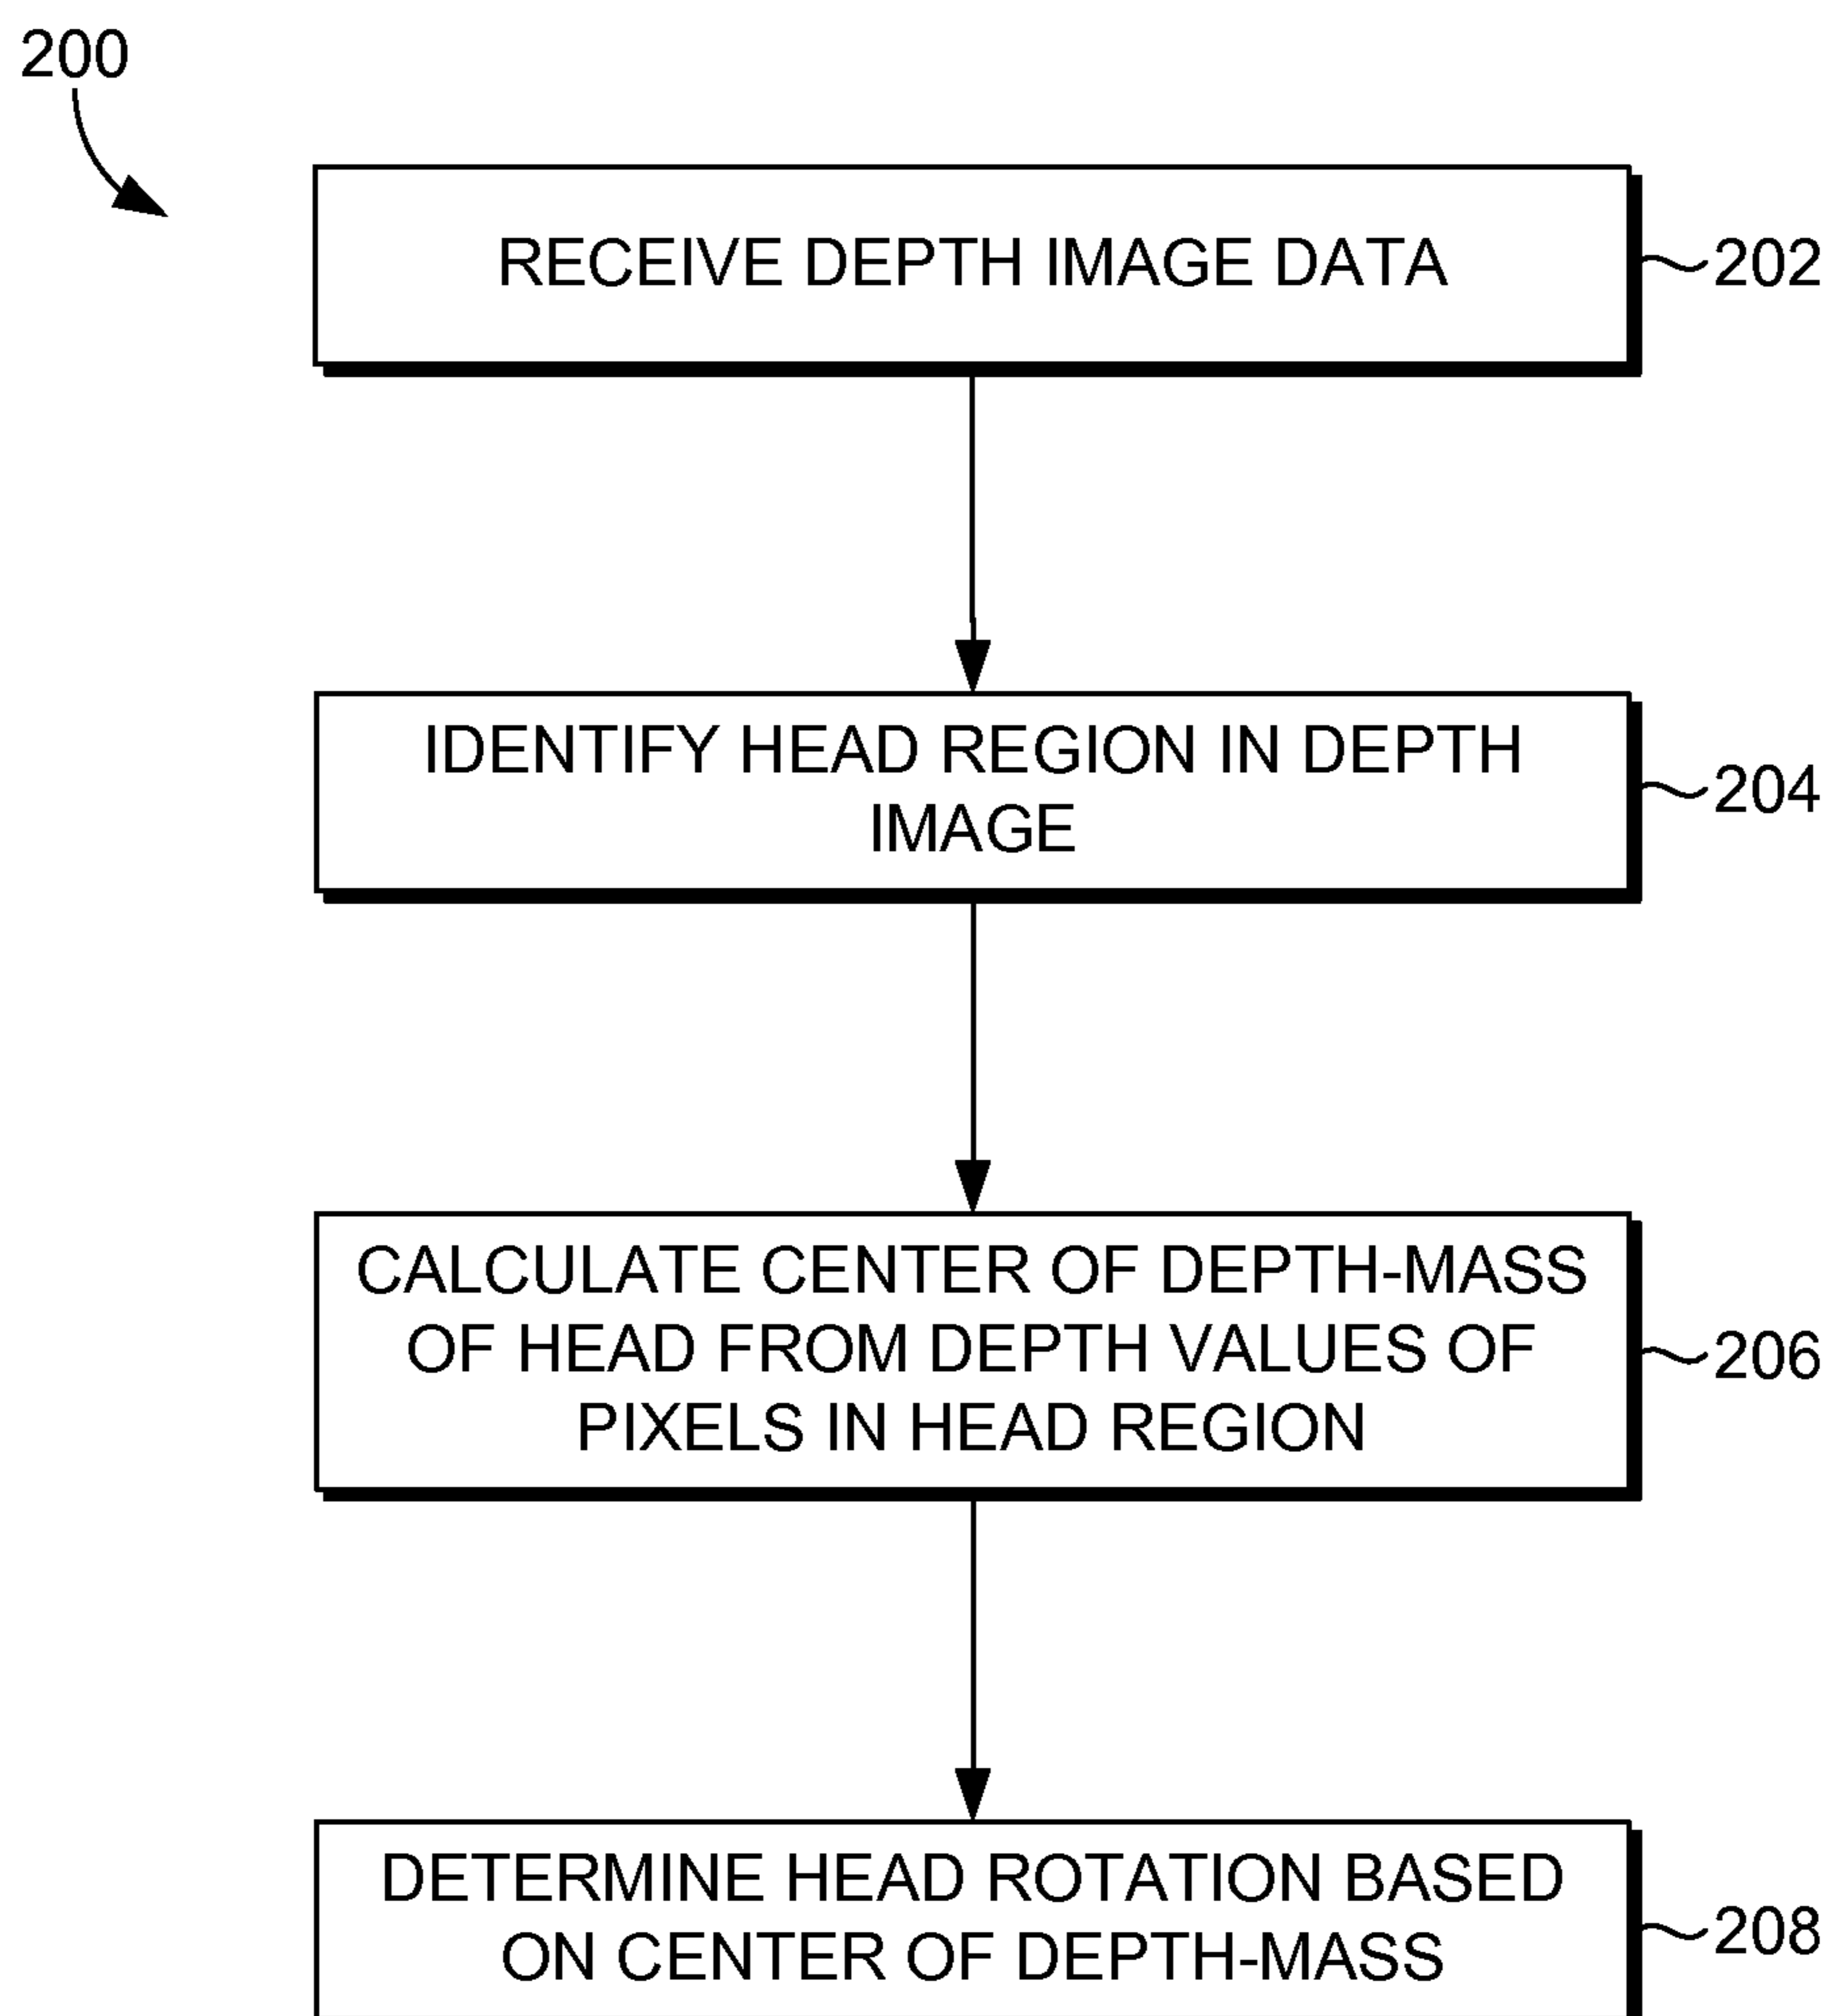 200
RECEIVE DEPTH IMAGE DATA
202
IDENTIFY HEAD REGION IN DEPTH
IMAGE
204
CALCULATE CENTER OF DEPTH-MASS
OF HEAD FROM DEPTH VALUES OF
PIXELS IN HEAD REGION
206
DETERMINE HEAD ROTATION BASED
ON CENTER OF DEPTH-MASS
208